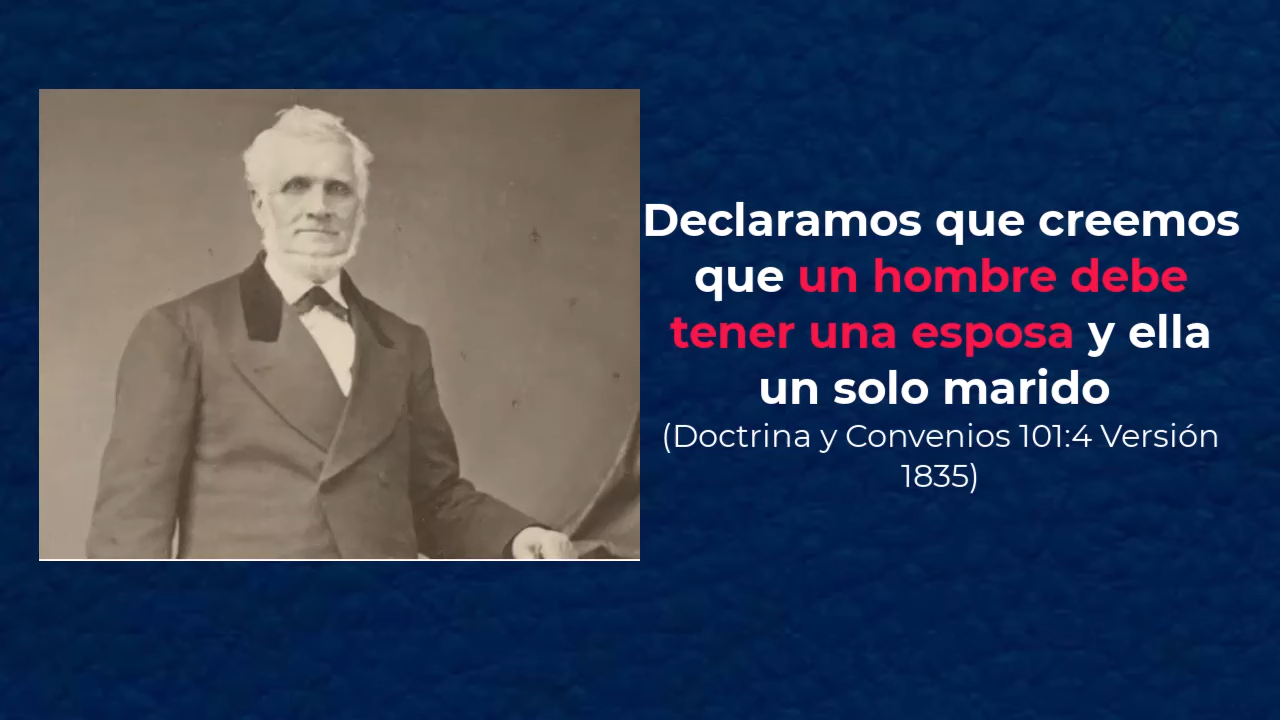 Declaramos que creemos
que un hombre debe
tener una esposa y ella
un solo marido
(Doctrina y Convenios 101:4 Versión
1835)